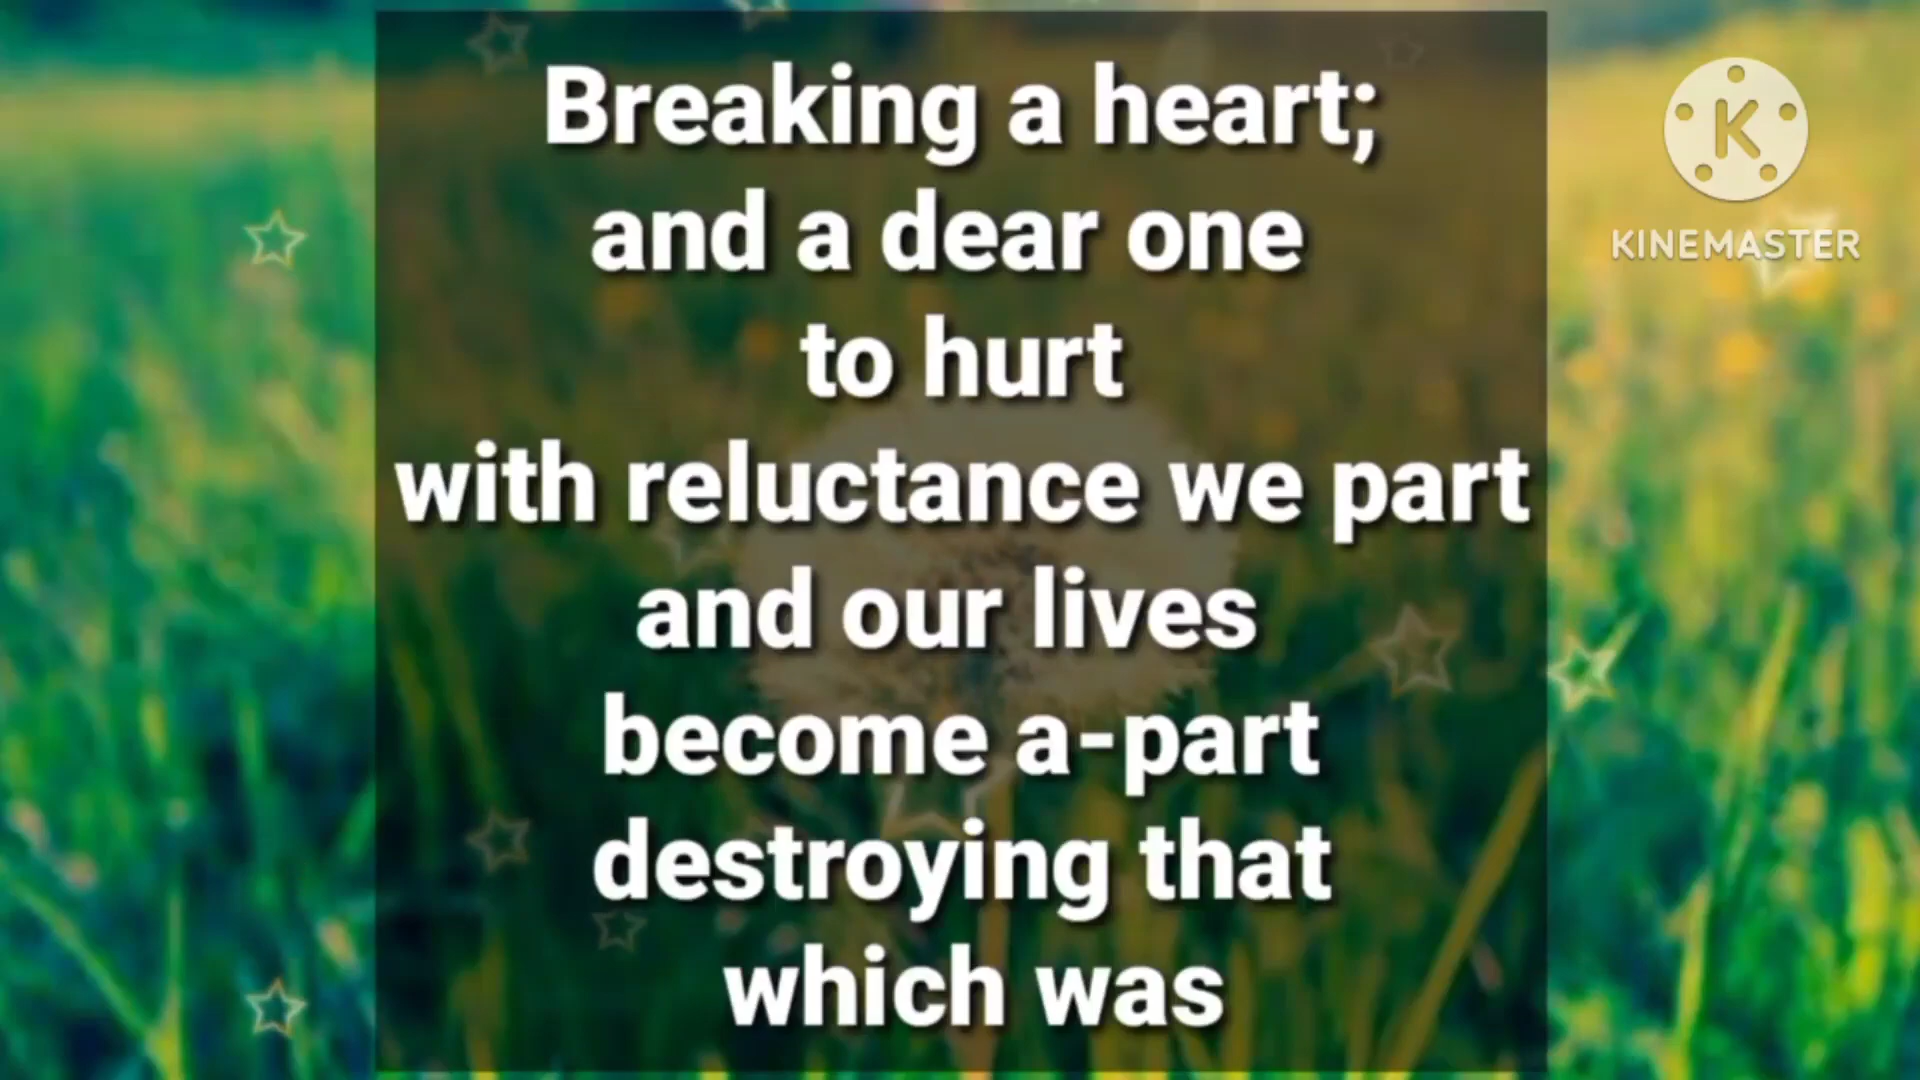 Breaking a heart;
and a dear one
to hurt
with reluctance we part
and our lives
become a-part
destroying that
which was
K
KINEMASTER